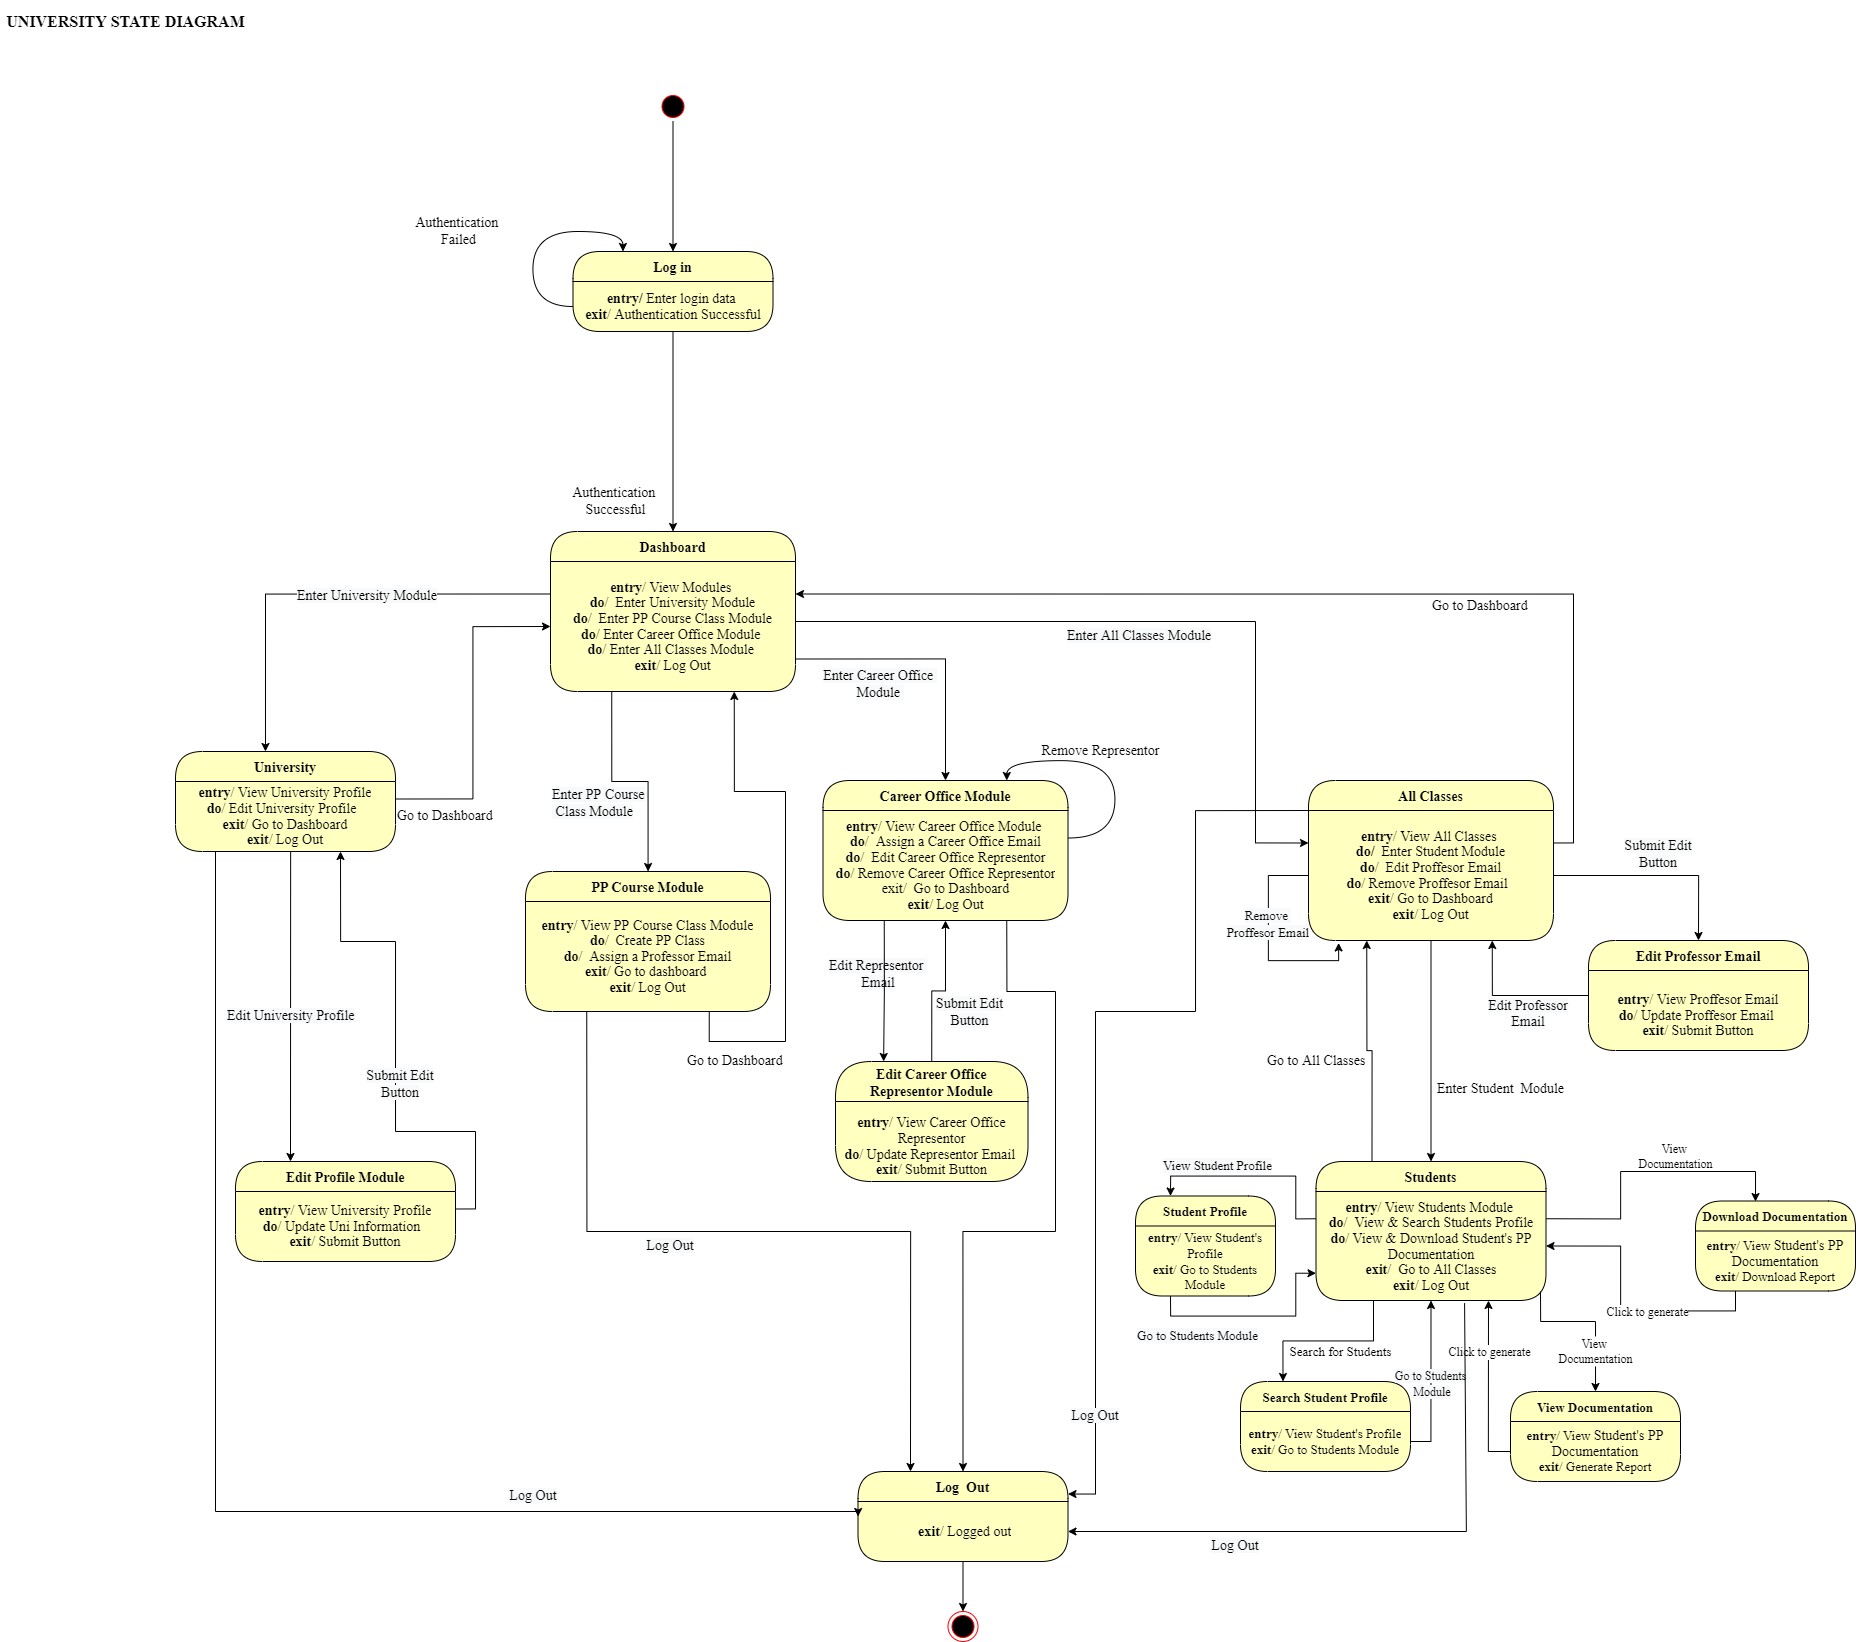 UNIVERSITY STATE DIAGRAM
Authentication
Failed
Log in
entry/ Enter login data
exit/ Authentication Successful
Authentication
Successful
Dashboard
entry/ View Modules
do/ Enter University Module
do/ Enter PP Course Class Module
do/ Enter Career Office Module
do/ Enter All Classes Module
exit/ Log Out
Enter University Module
Go to Dashboard
Enter All Classes Module
Enter Career Office
Module
University
entry/ View University Profile
do/ Edit University Profile
exit/ Go to Dashboard
exit/ Log Out
Go to Dashboard
Enter PP Course
Class Module
Remove Representor
Career Office Module
entry/ View Career Office Module
do/ Assign a Career Office Email
do/ Edit Career Office Representor
do/ Remove Career Office Representor
exit/ Go to Dashboard
exit/ Log Out
All Classes
entry/ View All Classes
do/ Enter Student Module
do/ Edit Proffesor Email
do/ Remove Proffesor Email
exit/ Go to Dashboard
exit/ Log Out
Submit Edit
Button
Remove
Proffesor Email
PP Course Module
entry/ View PP Course Class Module
do/ Create PP Class
do/ Assign a Professor Email
exit/ Go to dashboard
exit/ Log Out
Edit Representor
Email
Submit Edit
Button
Edit Professor Email
entry/ View Proffesor Email
do/ Update Proffesor Email
exit/ Submit Button
Edit Professor
Email
Edit University Profile
Go to Dashboard
Go to All Classes
Submit Edit
Button
Enter Student Module
Edit Career Office
Representor Module
entry/ View Career Office
Representor
do/ Update Representor Email
exit/ Submit Button
Edit Profile Module
entry/ View University Profile
do/ Update Uni Information
exit/ Submit Button
View Student Profile
View
Documentation
Student Profile
entry/ View Student's
Profile
exit/ Go to Students
Module
Students
entry/ View Students Module
do/ View & Search Students Profile
do/ View & Download Student's PP
Documentation
exit/ Go to All Classes
exit/ Log Out
Download Documentation
entry/ View Student's PP
Documentation
exit/ Download Report
Log Out
Click to generate
Go to Students Module
Search for Students
Click to generate
View
Documentation
Go to Students
Module
Search Student Profile
entry/ View Student's Profile
exit/ Go to Students Module
View Documentation
entry/ View Student's PP
Documentation
exit/ Generate Report
Log Out
Log Out
Log Out
exit/ Logged out
Log Out